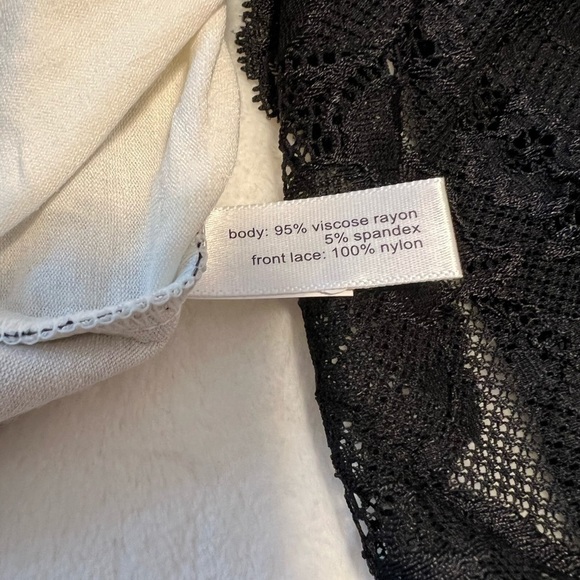 body: 95% viscose rayon
5% spandex
front lace: 100% nylon